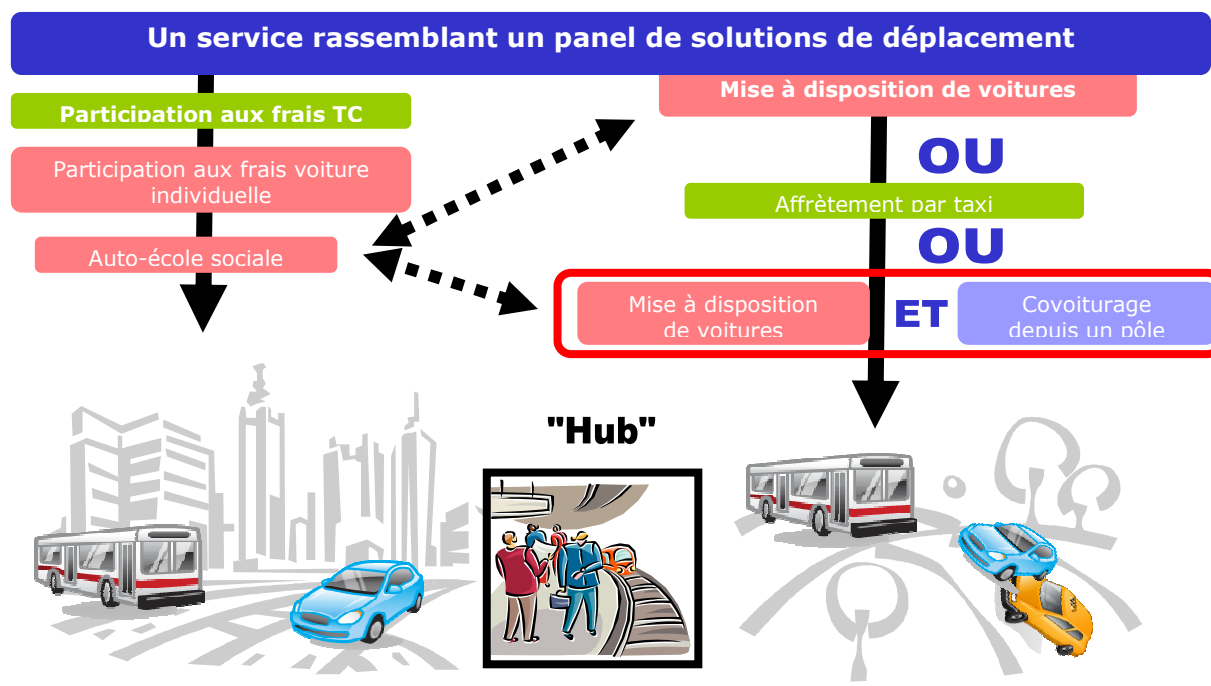 Un service rassemblant un panel de solutions de déplacement
Participation aux frais TC
Participation aux frais voiture
individuelle
Auto-école sociale
Mise à disposition de voitures
OU
Affrètement par taxi
OU
Mise à disposition
de voitures
ET
Covoiturage
depuis un pôle
"Hub"